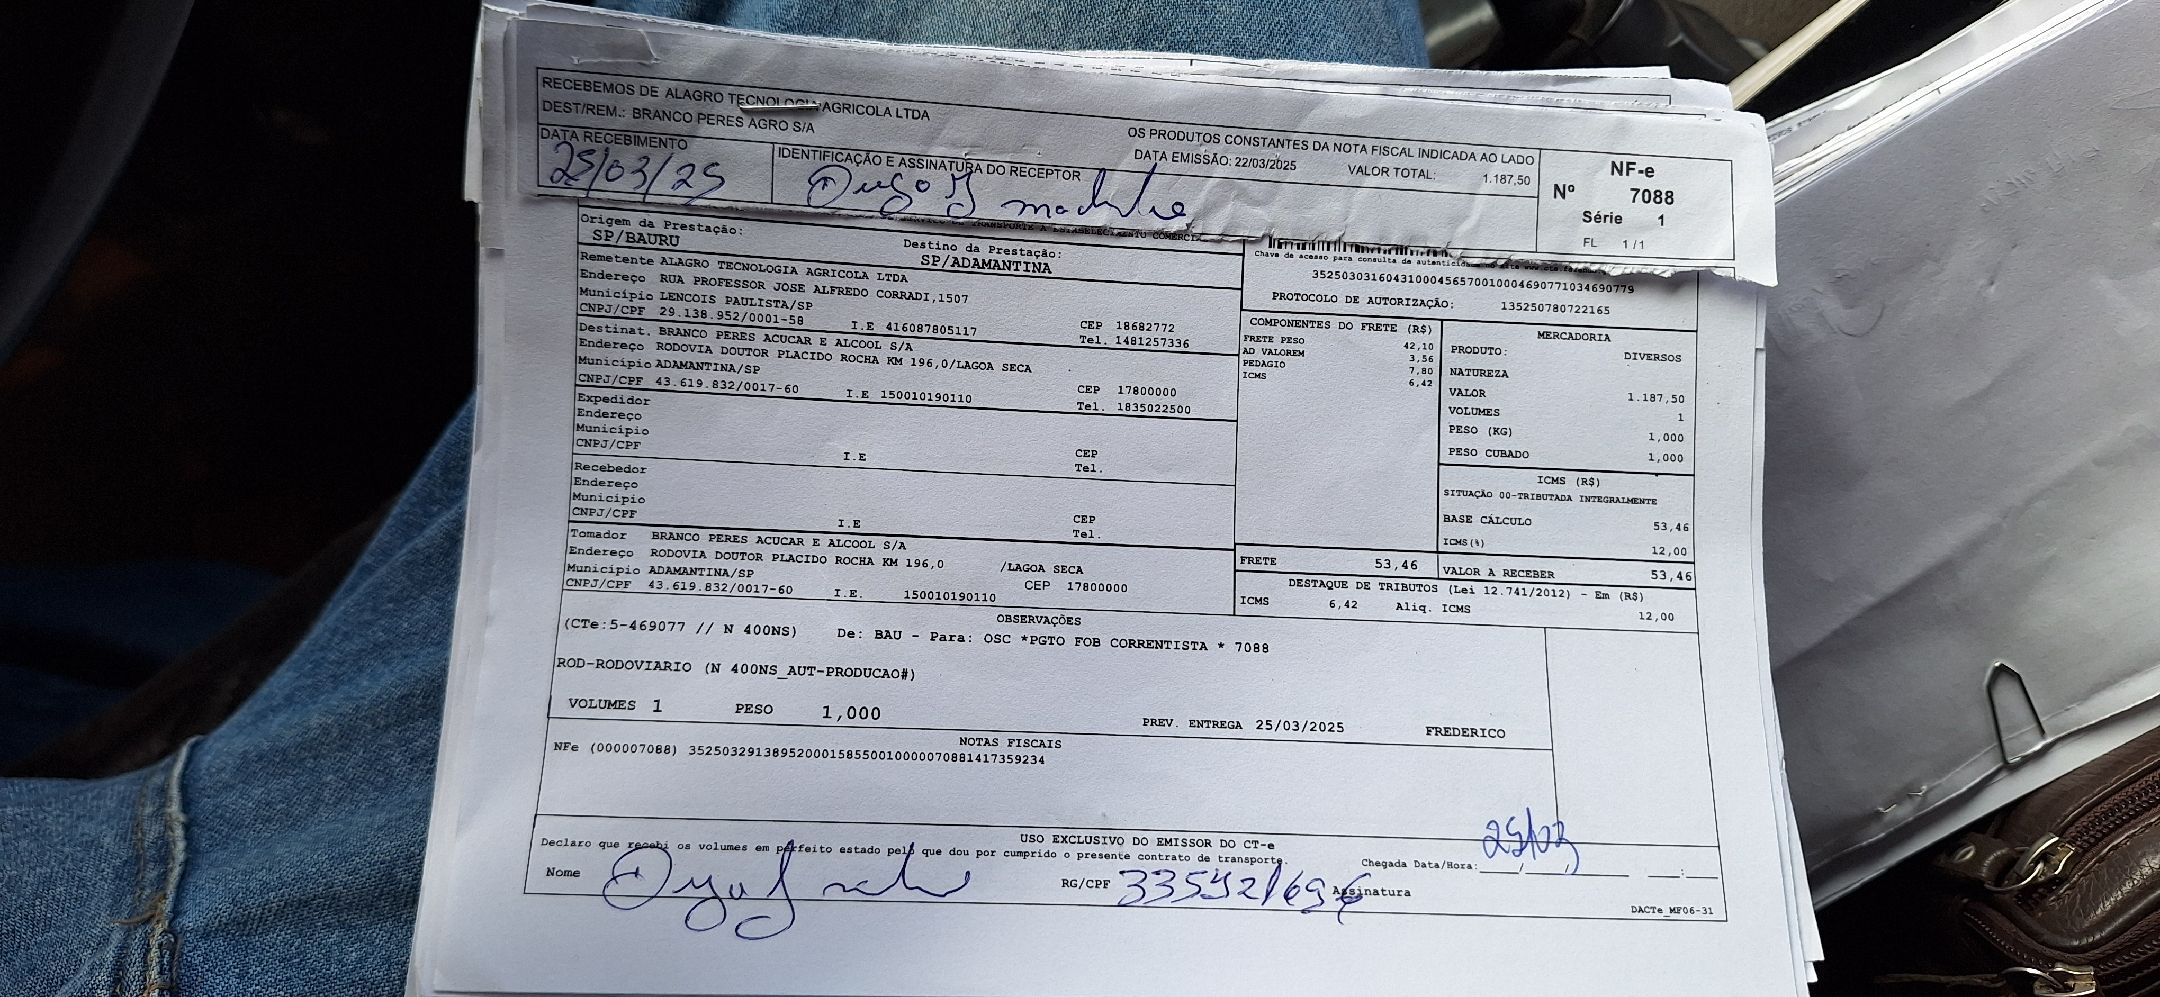 RECEBEMOS DE ALAGRO TECNOLOGIA AGRICOLA LTDA
OS PRODUTOS CONSTANTES DA NOTA FISCAL INDICADA AO LADO
DEST/REM.: BRANCO PERES AGRO S/A
DATA EMISSÃO: 22/03/2025 VALOR TOTAL: 1.187,50
DATA RECEBIMENTO
25/03/25
IDENTIFICAÇÃO E ASSINATURA DO RECEPTOR
NF-e
Nº 7088
Série 1
FL 1/1
Origem da Prestação:
SP/BAURU
Destino da Prestação:
SP/ADAMANTINA
Remetente ALAGRO TECNOLOGIA AGRICOLA LTDA
Endereço RUA PROFESSOR JOSE ALFREDO CORRADI,1507
Município LENCOIS PAULISTA/SP CEP 18682772
CNPJ/CPF 29.138.952/0001-58 I.E 416087805117 Tel. 1481257336
Destinat. BRANCO PERES ACUCAR E ALCOOL S/A
Endereço RODOVIA DOUTOR PLACIDO ROCHA KM 196,0/LAGOA SECA
Município ADAMANTINA/SP CEP 17800000
CNPJ/CPF 43.619.832/0017-60 I.E 150010190110 Tel. 1835022500
Expedidor
Endereço
Município CEP
CNPJ/CPF I.E Tel.
Recebedor
Endereço
Município CEP
CNPJ/CPF I.E Tel.
Tomador BRANCO PERES ACUCAR E ALCOOL S/A
Endereço RODOVIA DOUTOR PLACIDO ROCHA KM 196,0 /LAGOA SECA
Município ADAMANTINA/SP CEP 17800000
CNPJ/CPF 43.619.832/0017-60 I.E. 150010190110
Chave de acesso para consulta de autenticidade no site www.cte.fazenda
35250303160431000456570010004690771034690779
PROTOCOLO DE AUTORIZAÇÃO: 135250780722165
COMPONENTES DO FRETE (R$)
FRETE PESO 42,10
AD VALOREM 3,56
PEDAGIO 7,80
ICMS 6,42
MERCADORIA
PRODUTO: DIVERSOS
NATUREZA
VALOR 1.187,50
VOLUMES 1
PESO (KG) 1,000
PESO CUBADO 1,000
ICMS (R$)
SITUAÇÃO 00-TRIBUTADA INTEGRALMENTE
BASE CÁLCULO 53,46
ICMS(%) 12,00
FRETE 53,46
VALOR A RECEBER 53,46
DESTAQUE DE TRIBUTOS (Lei 12.741/2012) - Em (R$)
ICMS 6,42 Aliq. ICMS 12,00
OBSERVAÇÕES
(CTe:5-469077 // N 400NS) De: BAU - Para: OSC *PGTO FOB CORRENTISTA * 7088
ROD-RODOVIARIO (N 400NS_AUT-PRODUCAO#)
VOLUMES 1 PESO 1,000 PREV. ENTREGA 25/03/2025 FREDERICO
NOTAS FISCAIS
NFe (000007088) 35250329138952000158550010000070881417359234
USO EXCLUSIVO DO EMISSOR DO CT-e
Declaro que recebi os volumes em perfeito estado pelo que dou por cumprido o presente contrato de transporte.
Chegada Data/Hora: 25/03
Nome
RG/CPF
Assinatura
DACTe_MF06-31